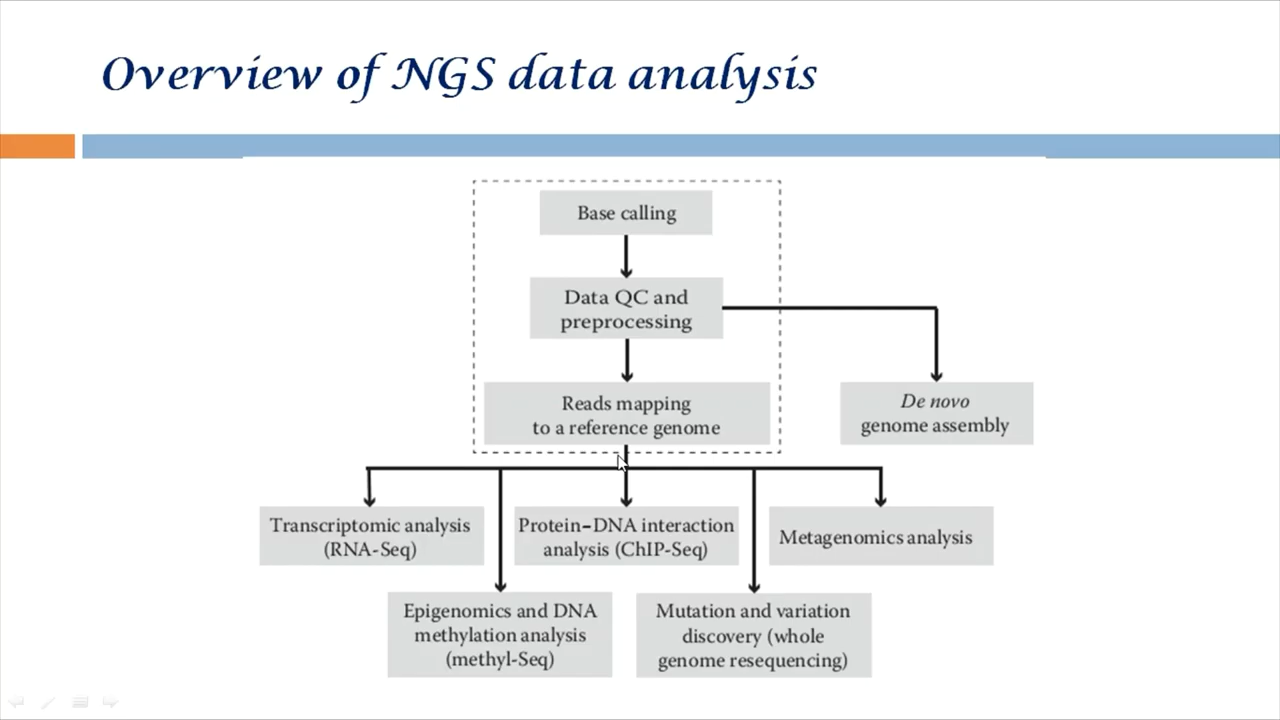 Overview of NGS data analysis
Base calling
Data QC and
preprocessing
Reads mapping
to a reference genome
De novo
genome assembly
Transcriptomic analysis
(RNA-Seq)
Protein–DNA interaction
analysis (ChIP-Seq)
Metagenomics analysis
Epigenomics and DNA
methylation analysis
(methyl-Seq)
Mutation and variation
discovery (whole
genome resequencing)